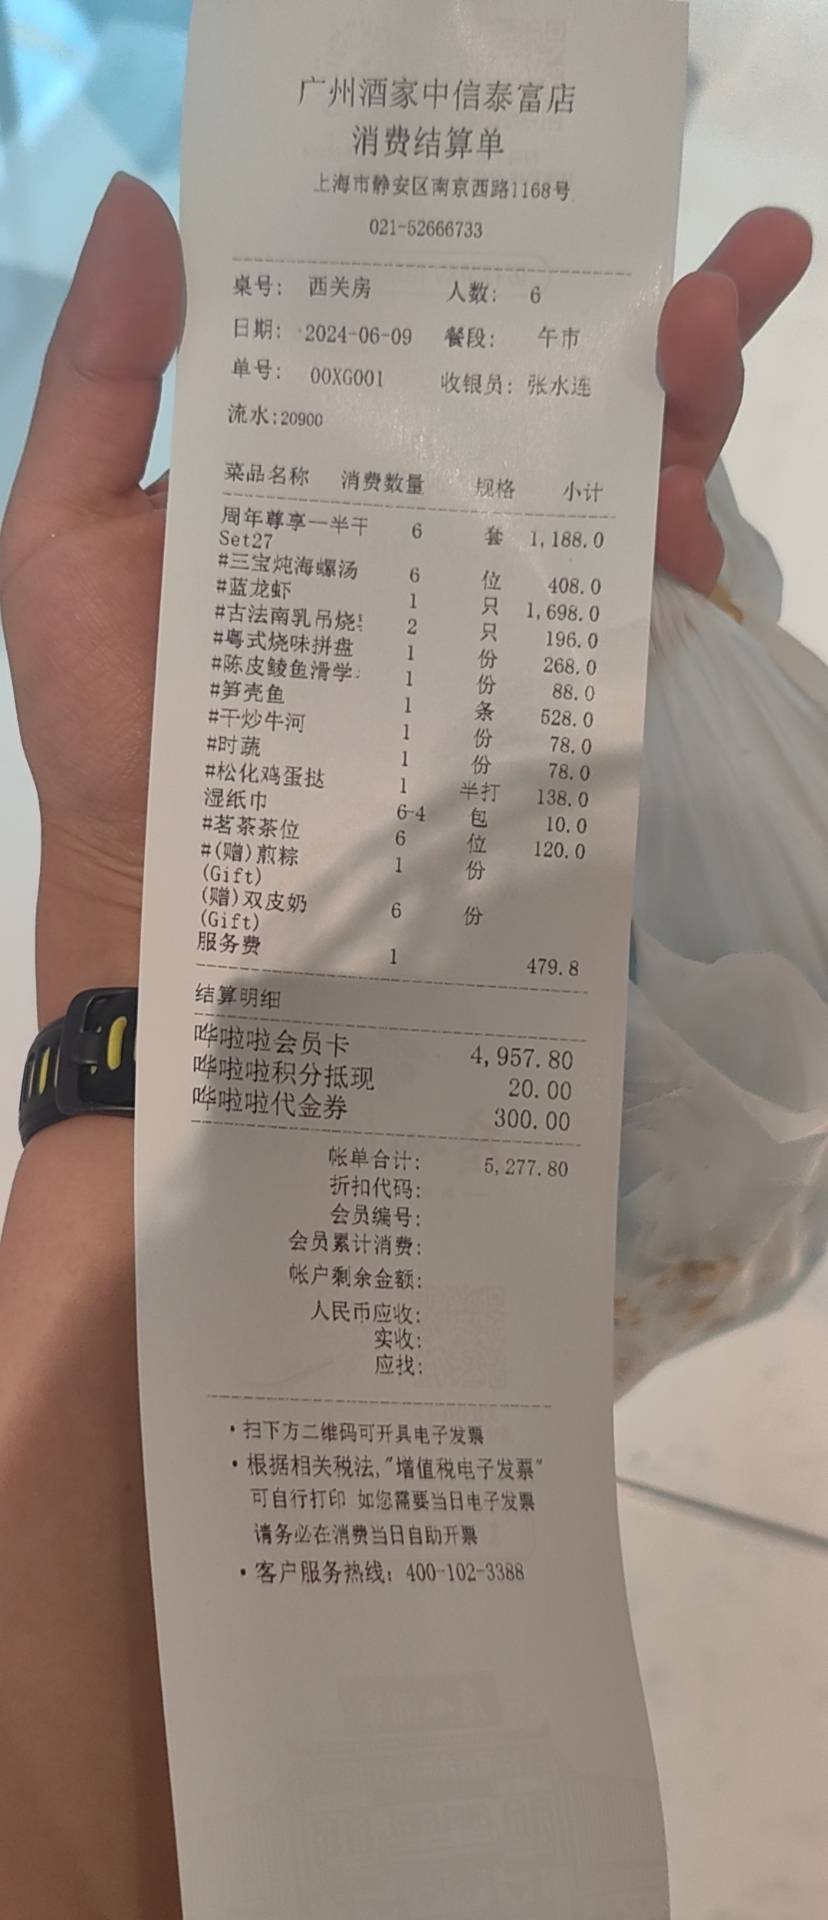 广州酒家中信泰富店
消费结算单
上海市静安区南京西路1168号
021-52666733
桌号: 西关房 人数: 6
日期: 2024-06-09 餐段: 午市
单号: 00XG001 收银员: 张水连
流水:20900
菜品名称 消费数量 规格 小计
周年尊享一半干 6 套 1,188.0
Set27
#三宝炖海螺汤 6 位 408.0
#蓝龙虾 1 只 1,698.0
#古法南乳吊烧 2 只 196.0
#粤式烧味拼盘 1 份 268.0
#陈皮鲮鱼滑学 1 份 88.0
#笋壳鱼 1 条 528.0
#干炒牛河 1 份 78.0
#时蔬 1 份 78.0
#松化鸡蛋挞 1 半打 138.0
湿纸巾 6-4 包 10.0
#茗茶茶位 6 位 120.0
#(赠)煎粽 1 份
(Gift)
(赠)双皮奶 6 份
(Gift)
服务费 1 479.8
结算明细
哗啦啦会员卡 4,957.80
哗啦啦积分抵现 20.00
哗啦啦代金券 300.00
帐单合计: 5,277.80
折扣代码:
会员编号:
会员累计消费:
帐户剩余金额:
人民币应收:
实收:
应找:
·扫下方二维码可开具电子发票
·根据相关税法,"增值税电子发票"
可自行打印 如您需要当日电子发票
请务必在消费当日自助开票
·客户服务热线: 400-102-3388